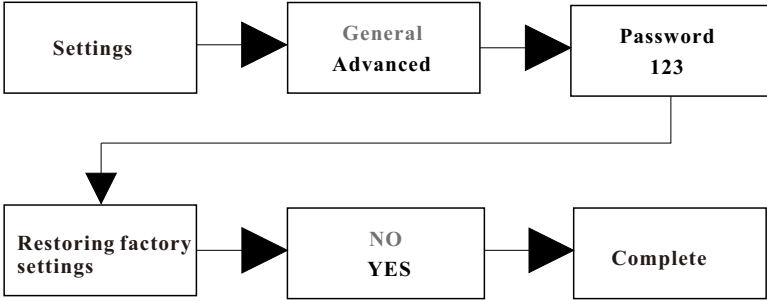 Settings
General
Advanced
Password
123
Restoring factory
settings
NO
YES
Complete